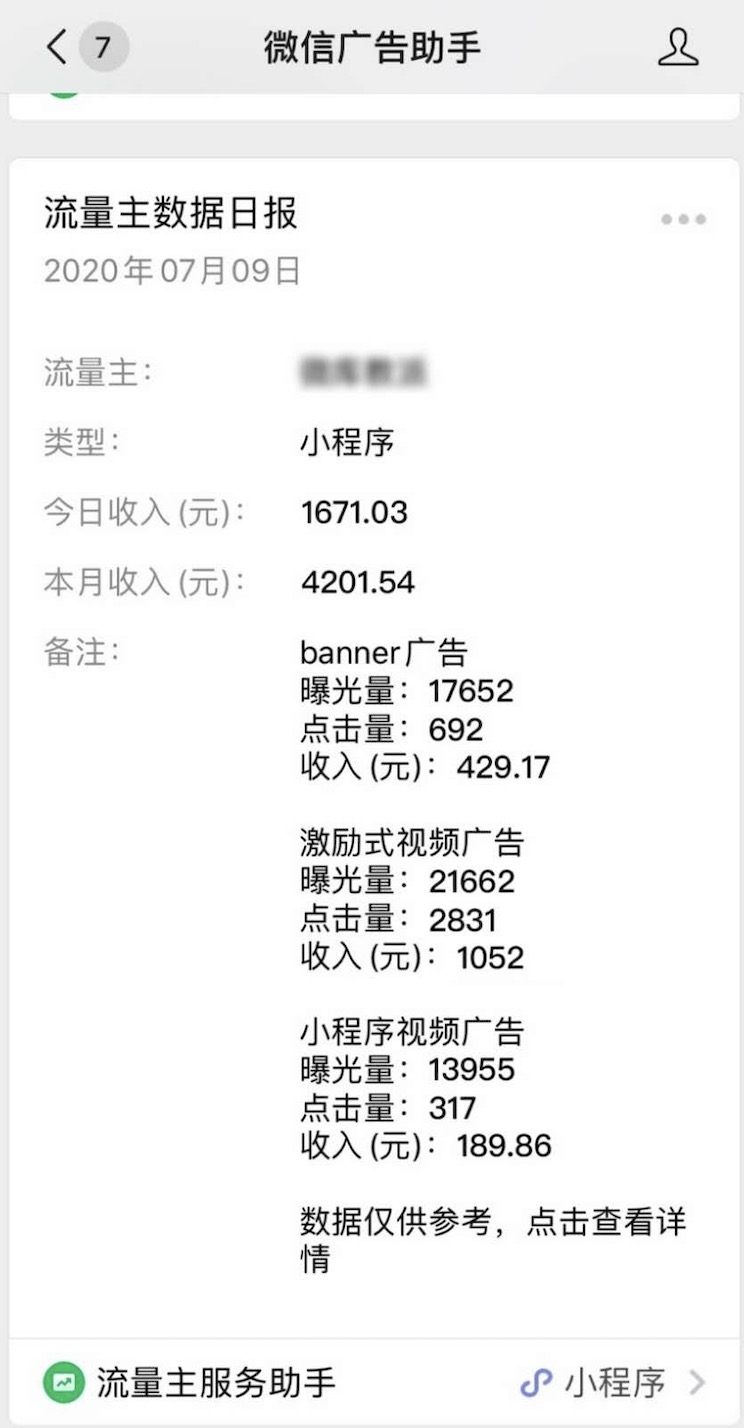 7
微信广告助手
流量主数据日报
2020年07月09日
流量主：
类型：
小程序
今日收入(元)：
1671.03
本月收入(元)：
4201.54
备注：
banner广告
曝光量：17652
点击量：692
收入(元)：429.17
激励式视频广告
曝光量：21662
点击量：2831
收入(元)：1052
小程序视频广告
曝光量：13955
点击量：317
收入(元)：189.86
数据仅供参考，点击查看详
情
流量主服务助手
小程序